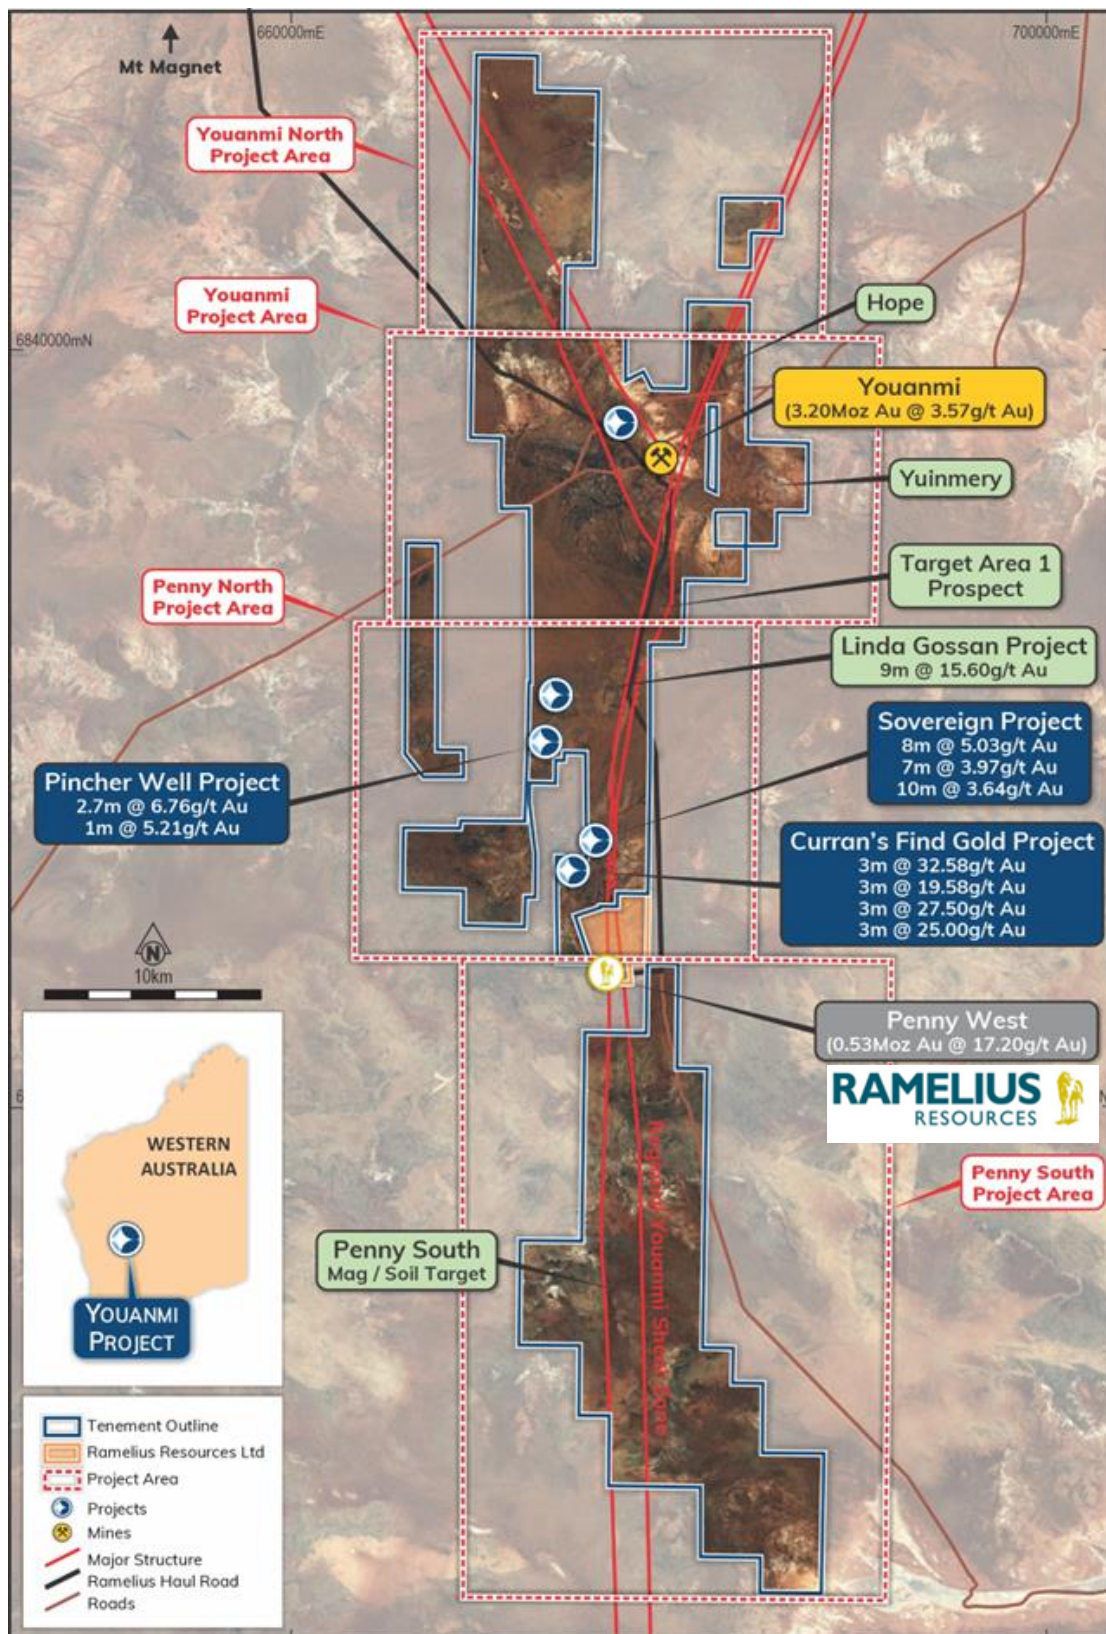 660000mE
700000mE
Mt Magnet
Youanmi North
Project Area
Youanmi
Project Area
Hope
6840000mN
Youanmi
(3.20Moz Au @ 3.57g/t Au)
Yuinmery
Target Area 1
Prospect
Penny North
Project Area
Linda Gossan Project
9m @ 15.60g/t Au
Sovereign Project
8m @ 5.03g/t Au
7m @ 3.97g/t Au
10m @ 3.64g/t Au
Pincher Well Project
2.7m @ 6.76g/t Au
1m @ 5.21g/t Au
Curran's Find Gold Project
3m @ 32.58g/t Au
3m @ 19.58g/t Au
3m @ 27.50g/t Au
3m @ 25.00g/t Au
N
10km
Penny West
(0.53Moz Au @ 17.20g/t Au)
RAMELIUS
RESOURCES
WESTERN
AUSTRALIA
YOUANMI
PROJECT
Penny South
Project Area
Penny South
Mag / Soil Target
Youanmi
Tenement Outline
Ramelius Resources Ltd
Project Area
Projects
Mines
Major Structure
Ramelius Haul Road
Roads